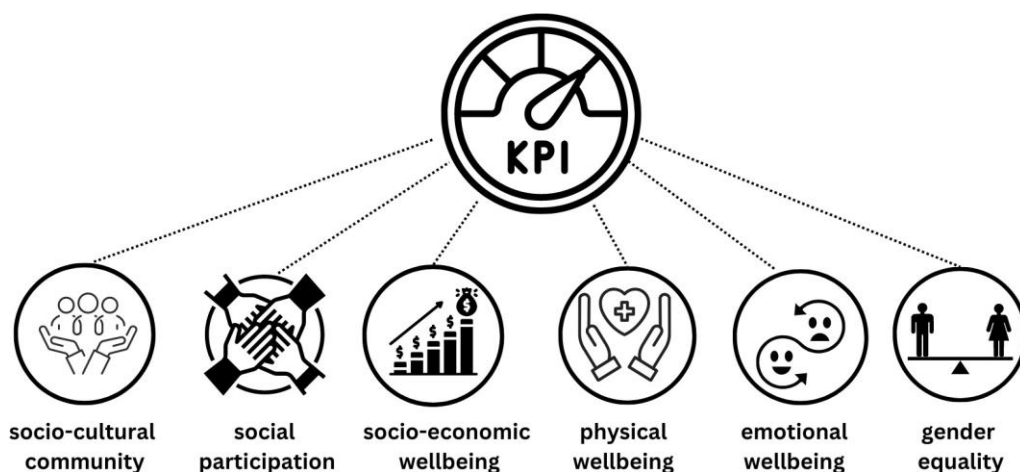 KPI
socio-cultural
community
social
participation
socio-economic
wellbeing
physical
wellbeing
emotional
wellbeing
gender
equality